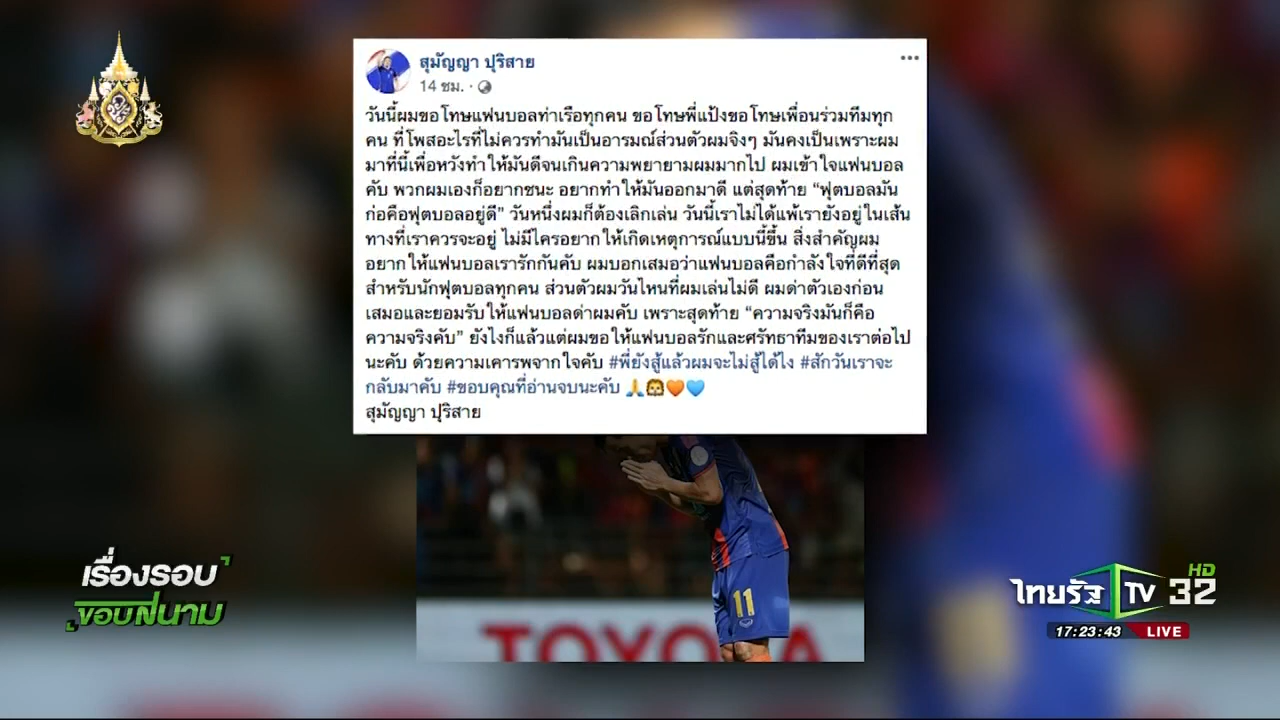 สุมัญญา ปุริสาย
14 ชม. ·
วันนี้ผมขอโทษแฟนบอลท่าเรือทุกคน ขอโทษพี่แป้งขอโทษเพื่อนร่วมทีมทุก
คน ที่โพสอะไรที่ไม่ควรทำมันเป็นอารมณ์ส่วนตัวผมจิงๆ มันคงเป็นเพราะผม
มาที่นี้เพื่อหวังทำให้มันดีจนเกินความพยายามผมมากไป ผมเข้าใจแฟนบอล
คับ พวกผมเองก็อยากชนะ อยากทำให้มันออกมาดี แต่สุดท้าย “ฟุตบอลมัน
ก่อคือฟุตบอลอยู่ดี” วันหนึ่งผมก็ต้องเลิกเล่น วันนี้เราไม่ได้แพ้เรายังอยู่ในเส้น
ทางที่เราควรจะอยู่ ไม่มีใครอยากให้เกิดเหตุการณ์แบบนี้ขึ้น สิ่งสำคัญผม
อยากให้แฟนบอลเรารักกันคับ ผมบอกเสมอว่าแฟนบอลคือกำลังใจที่ดีที่สุด
สำหรับนักฟุตบอลทุกคน ส่วนตัวผมวันไหนที่ผมเล่นไม่ดี ผมด่าตัวเองก่อน
เสมอและยอมรับให้แฟนบอลด่าผมคับ เพราะสุดท้าย “ความจริงมันก็คือ
ความจริงคับ” ยังไงก็แล้วแต่ผมขอให้แฟนบอลรักและศรัทธาทีมของเราต่อไป
นะคับ ด้วยความเคารพจากใจคับ #พี่ยังสู้แล้วผมจะไม่สู้ได้ไง #สักวันเราจะ
กลับมาคับ #ขอบคุณที่อ่านจบนะคับ 🙏🐵🧡💙
สุมัญญา ปุริสาย
11
TOYOTA
เรื่องรอบ
ขอบสนาม
ไทยรัฐ TV 32 HD
17:23:43 LIVE